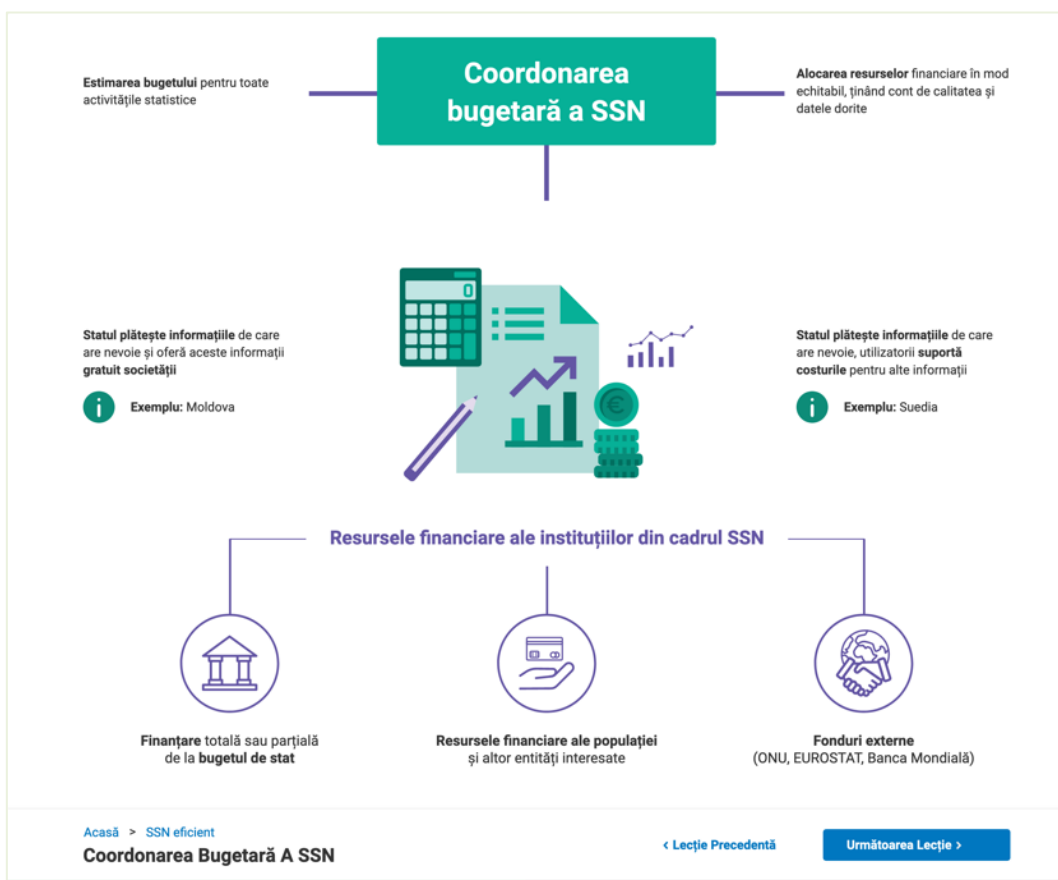 Coordonarea
bugetară a SSN
Estimarea bugetului pentru toate
activitățile statistice
Alocarea resurselor financiare în mod
echitabil, ținând cont de calitatea și
datele dorite
0
Statul plătește informațiile de care
are nevoie și oferă aceste informații
gratuit societății
i Exemplu: Moldova
€
Statul plătește informațiile de care
are nevoie, utilizatorii suportă
costurile pentru alte informații
i Exemplu: Suedia
Resursele financiare ale instituțiilor din cadrul SSN
Finanțare totală sau parțială
de la bugetul de stat
Resursele financiare ale populației
și altor entități interesate
Fonduri externe
(ONU, EUROSTAT, Banca Mondială)
Acasă > SSN eficient
Coordonarea Bugetară A SSN
‹ Lecție Precedentă
Următoarea Lecție ›